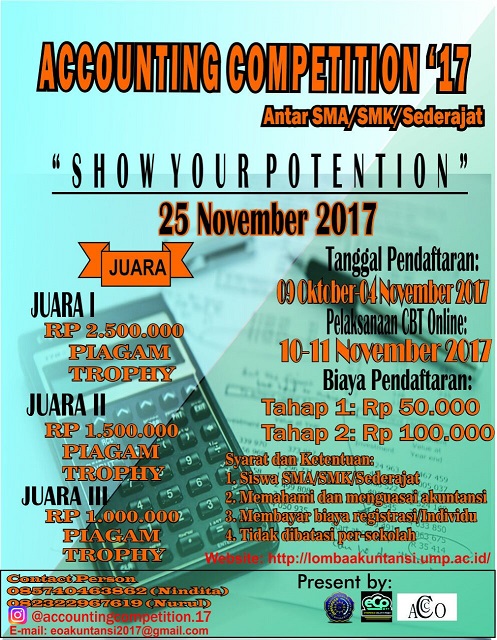 ACCOUNTING COMPETITION '17
Antar SMA/SMK/Sederajat
“ SHOW YOUR POTENTION ”
25 November 2017
JUARA
JUARA I
RP 2.500.000
PIAGAM
TROPHY
JUARA II
RP 1.500.000
PIAGAM
TROPHY
JUARA III
RP 1.000.000
PIAGAM
TROPHY
Tanggal Pendaftaran:
09 Oktober-04 November 2017
Pelaksanaan CBT Online:
10-11 November 2017
Biaya Pendaftaran:
Tahap 1: Rp 50.000
Tahap 2: Rp 100.000
Syarat dan Ketentuan:
1. Siswa SMA/SMK/Sederajat
2. Memahami dan menguasai akuntansi
3. Membayar biaya registrasi/Individu
4. Tidak dibatasi per-sekolah
Website: http://lombaakuntansi.ump.ac.id/
Contact Person
085740463862 (Nindita)
082322967619 (Nurul)
@accountingcompetition.17
E-mail: eoakuntansi2017@gmail.com
Present by: